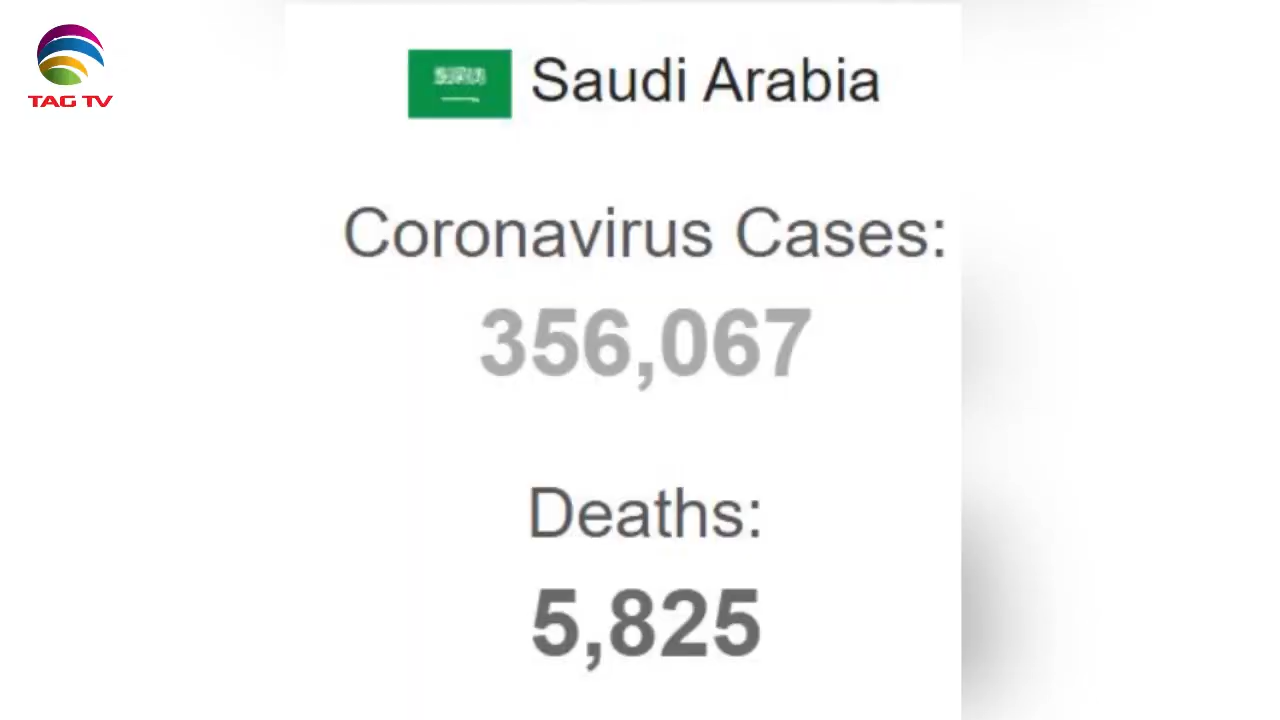 TAG TV
Saudi Arabia
Coronavirus Cases:
356,067
Deaths:
5,825